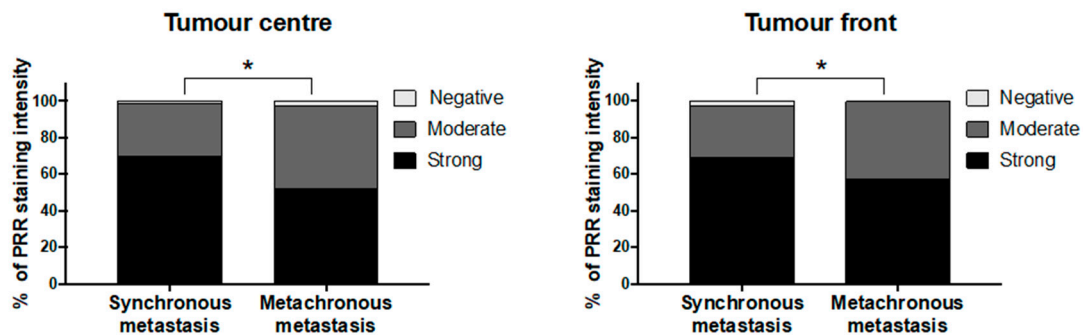 Tumour centre
% of PRR staining intensity
100
80
60
40
20
0
*
Negative
Moderate
Strong
Synchronous
metastasis
Metachronous
metastasis
Tumour front
% of PRR staining intensity
100
80
60
40
20
0
*
Negative
Moderate
Strong
Synchronous
metastasis
Metachronous
metastasis